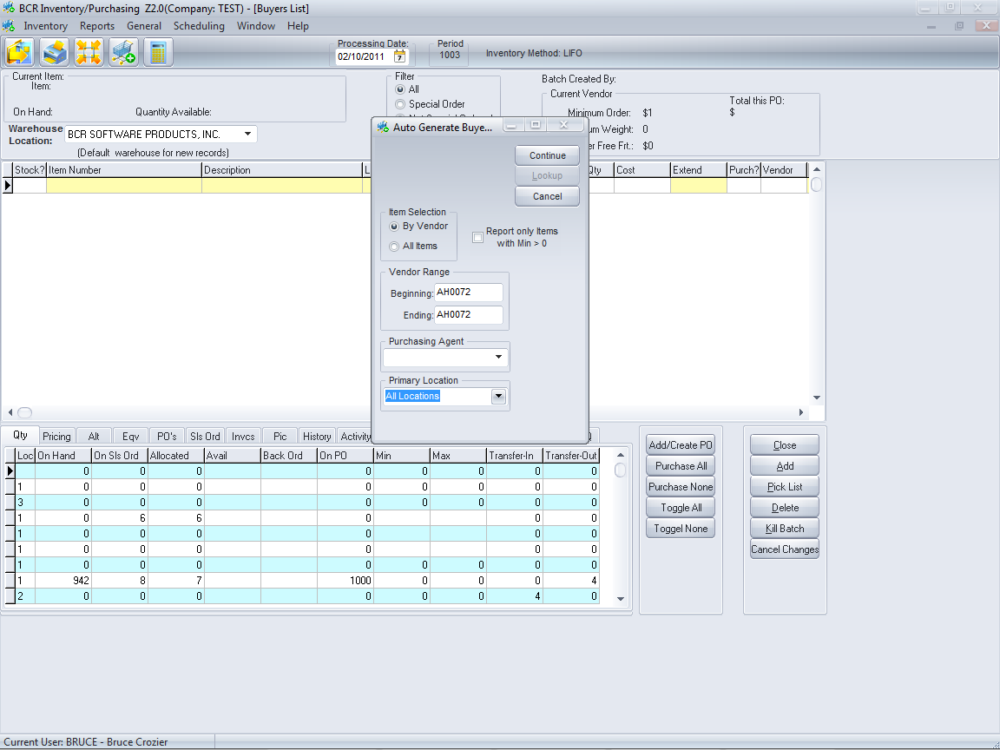 BCR Inventory/Purchasing Z2.0(Company: TEST) - [Buyers List]
Inventory Reports General Scheduling Window Help
Processing Date: 02/10/2011 7
Period 1003
Inventory Method: LIFO
Current Item:
Item:
On Hand: Quantity Available:
Warehouse Location: BCR SOFTWARE PRODUCTS, INC.
(Default warehouse for new records)
Filter
All
Special Order
Batch Created By:
Current Vendor
Minimum Order: $1
Weight: 0
Free Frt.: $0
Total this PO:
$
Stock? Item Number Description L Qty Cost Extend Purch? Vendor
Auto Generate Buye...
Continue
Lookup
Cancel
Item Selection
By Vendor
All Items
Report only Items
with Min > 0
Vendor Range
Beginning: AH0072
Ending: AH0072
Purchasing Agent
Primary Location
All Locations
Qty Pricing Alt Eqv PO's Sls Ord Invcs Pic History Activity
Loc On Hand On Sls Ord Allocated Avail Back Ord On PO Min Max Transfer-In Transfer-Out
0 0 0 0 0 0 0 0
1 0 0 0 0 0 0 0 0
3 0 0 0 0 0 0 0 0
1 0 6 6 0 0 0
1 0 0 0 0 0 0
1 0 0 0 0 0 0
1 0 0 0 0 0 0 0 0
1 942 8 7 1000 0 0 0 4
2 0 0 0 0 0 0 4 0
Add/Create PO
Purchase All
Purchase None
Toggle All
Toggel None
Close
Add
Pick List
Delete
Kill Batch
Cancel Changes
Current User: BRUCE - Bruce Crozier